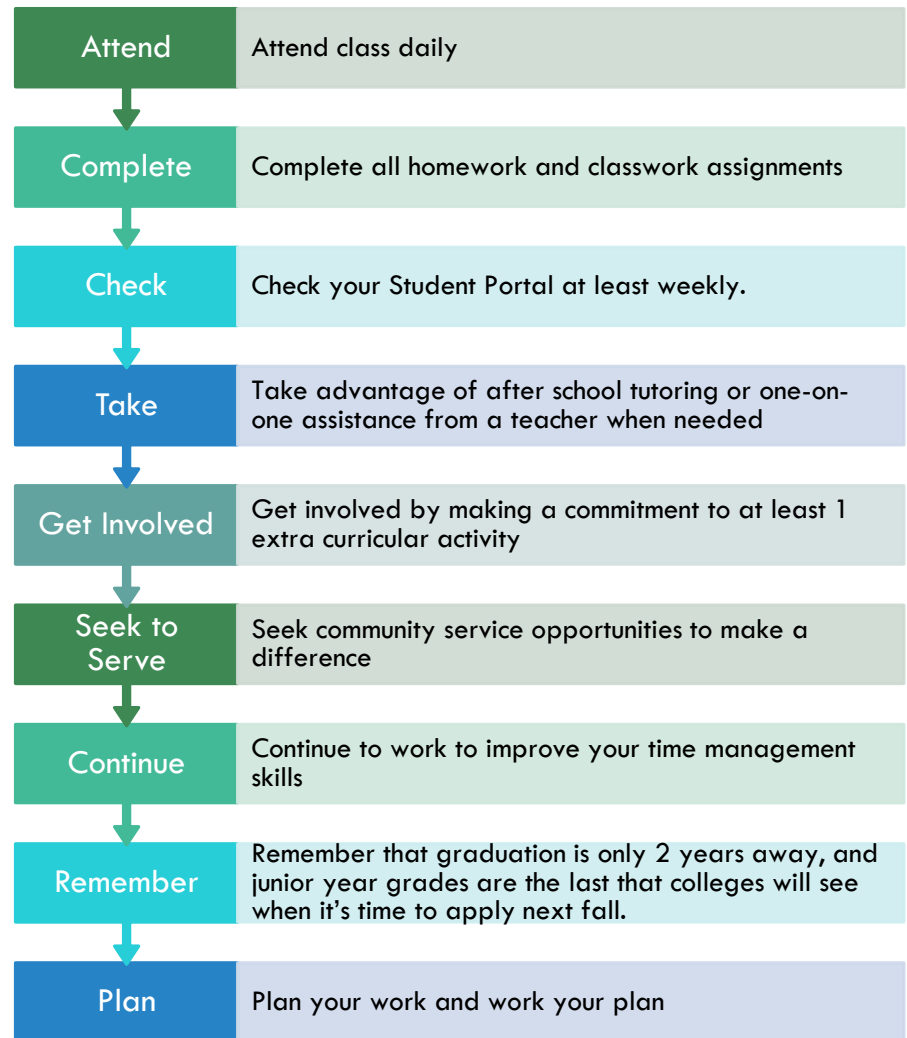 Attend
Attend class daily
Complete
Complete all homework and classwork assignments
Check
Check your Student Portal at least weekly.
Take
Take advantage of after school tutoring or one-on-
one assistance from a teacher when needed
Get Involved
Get involved by making a commitment to at least 1
extra curricular activity
Seek to
Serve
Seek community service opportunities to make a
difference
Continue
Continue to work to improve your time management
skills
Remember
Remember that graduation is only 2 years away, and
junior year grades are the last that colleges will see
when it's time to apply next fall.
Plan
Plan your work and work your plan